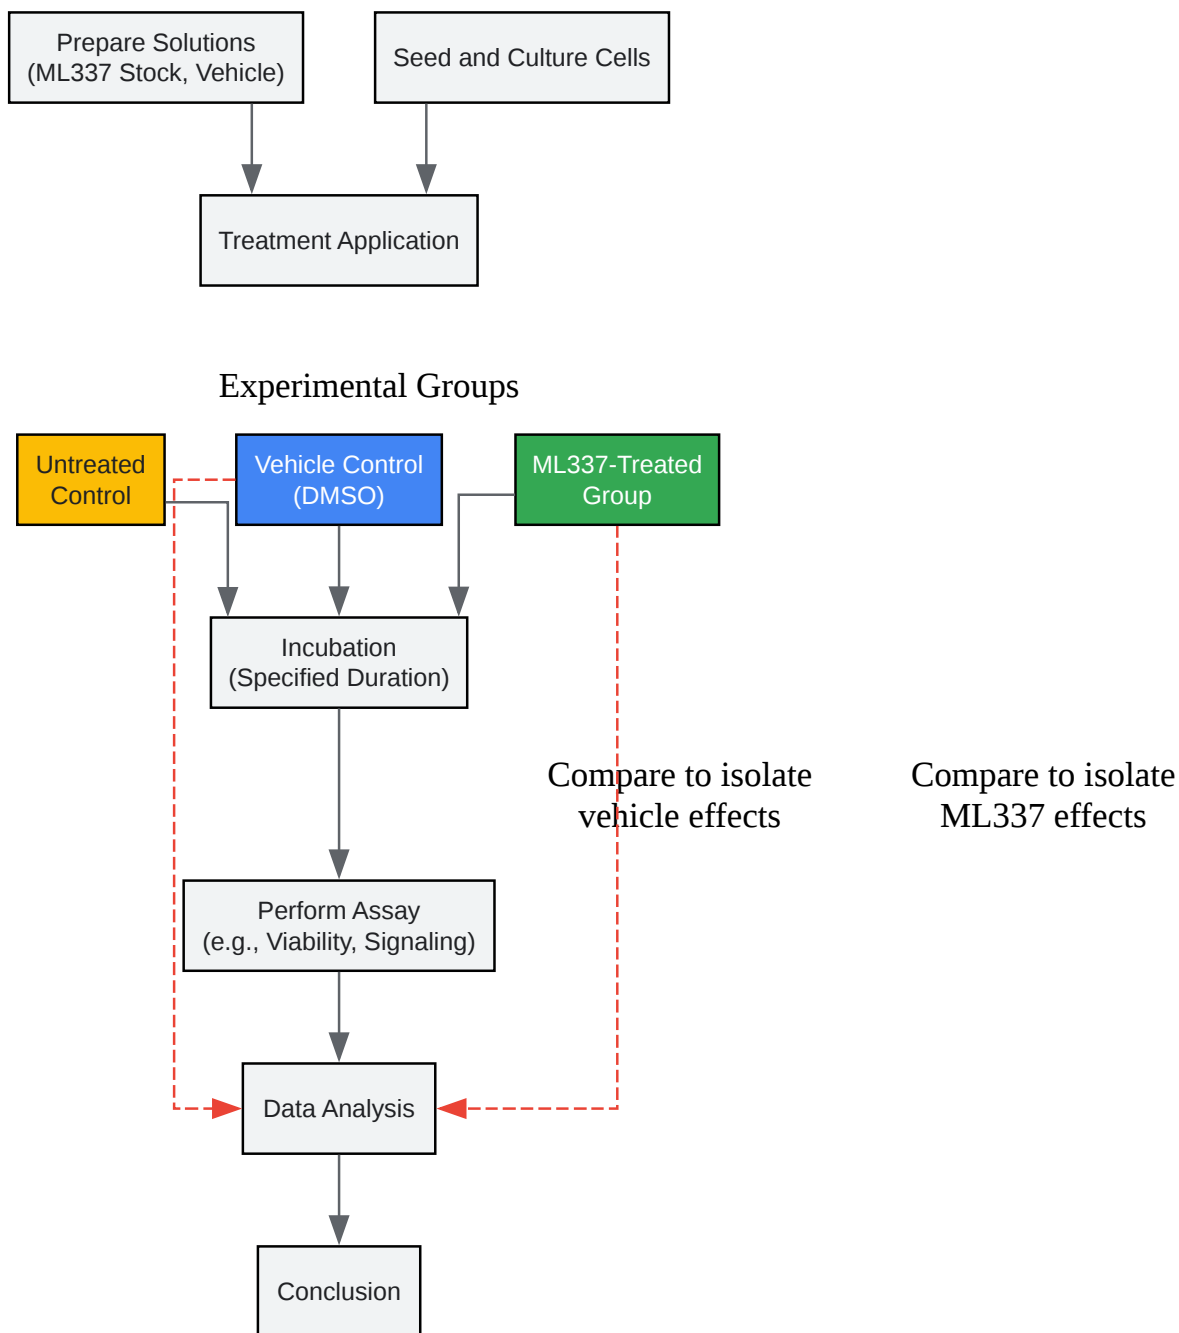 Prepare Solutions
(ML337 Stock, Vehicle)
Seed and Culture Cells
Treatment Application
Experimental Groups
Untreated
Control
Vehicle Control
(DMSO)
ML337-Treated
Group
Incubation
(Specified Duration)
Compare to isolate
vehicle effects
Compare to isolate
ML337 effects
Perform Assay
(e.g., Viability, Signaling)
Data Analysis
Conclusion